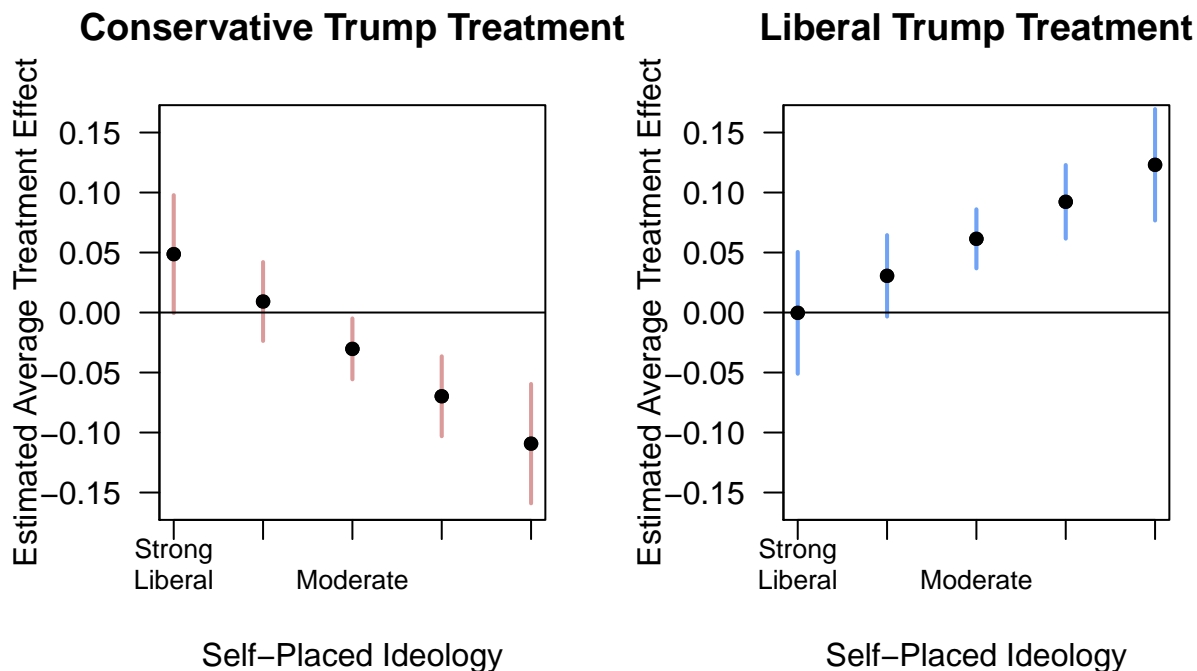 Conservative Trump Treatment
Estimated Average Treatment Effect
0.15
0.10
0.05
0.00
−0.05
−0.10
−0.15
Strong
Liberal
Moderate
Self−Placed Ideology
Liberal Trump Treatment
Estimated Average Treatment Effect
0.15
0.10
0.05
0.00
−0.05
−0.10
−0.15
Strong
Liberal
Moderate
Self−Placed Ideology